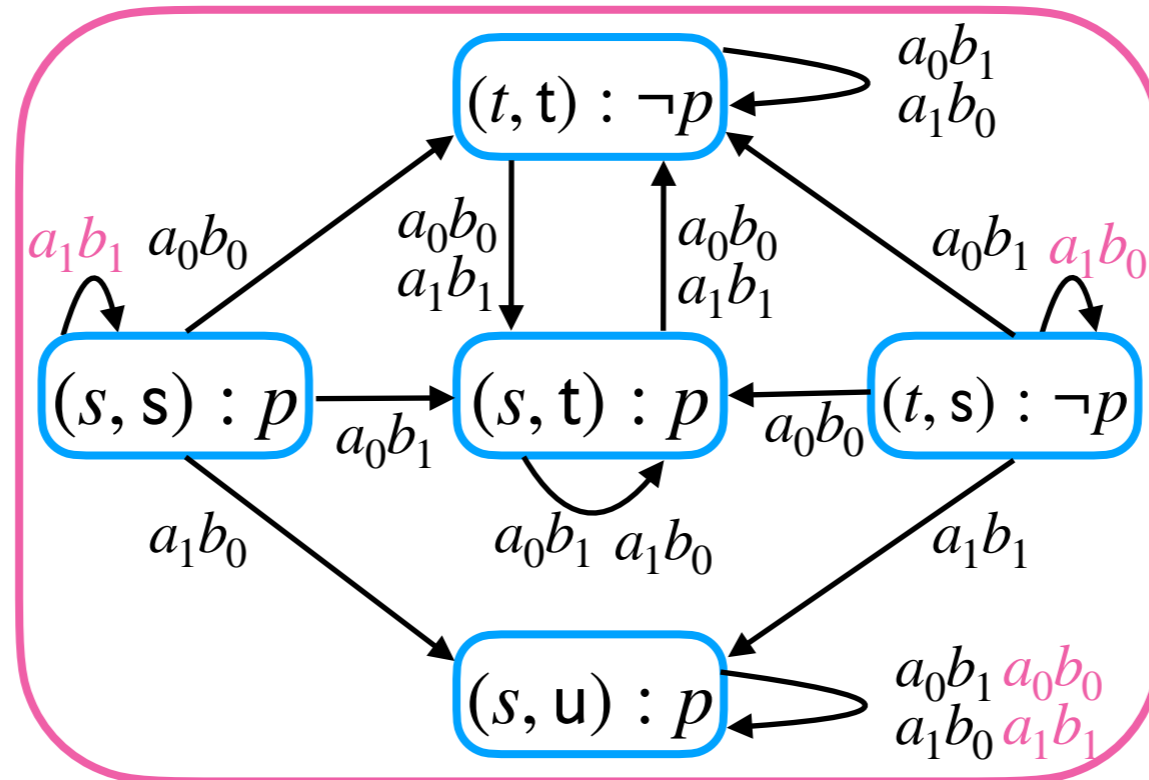 (t, t) : ¬p
a₀b₁
a₁b₀
a₁b₁
a₀b₀
a₀b₀
a₁b₁
a₀b₀
a₁b₁
a₀b₁
a₁b₀
(s, s) : p
a₀b₁
(s, t) : p
a₀b₀
(t, s) : ¬p
a₁b₀
a₀b₁ a₁b₀
a₁b₁
(s, u) : p
a₀b₁ a₀b₀
a₁b₀ a₁b₁